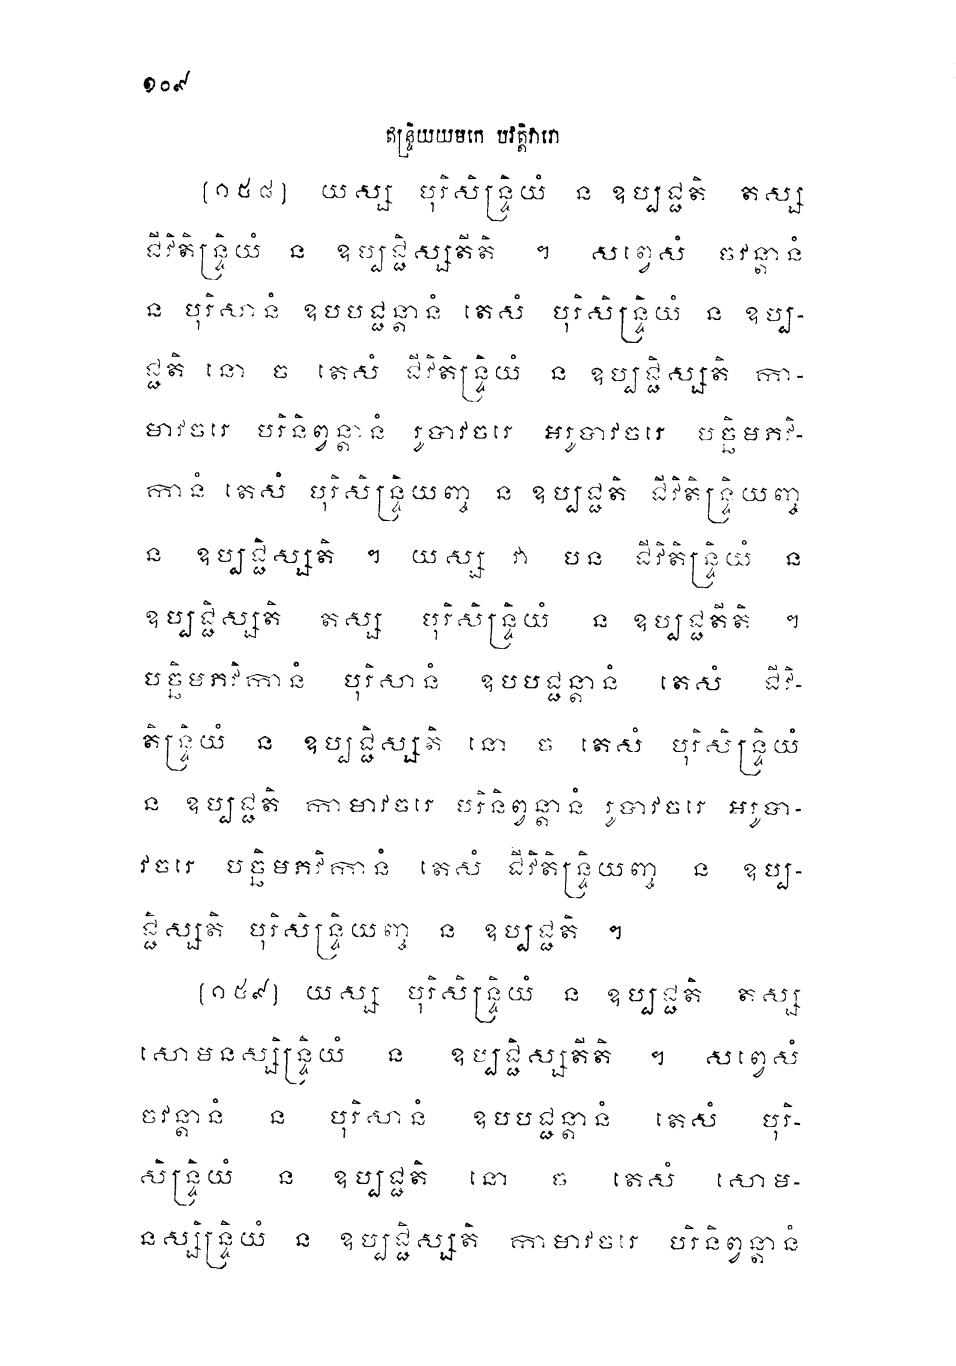 ១០៩
ឥន្ទ្រិយយមកេ បវត្តិវារោ
(១៥៨) យស្ស បុរិសិន្ទ្រិយំ ន ឧប្បជ្ជតិ តស្ស
ជីវិតិន្ទ្រិយំ ន ឧប្បជ្ជិស្សតីតិ ។ សព្វេសំ ចវន្តានំ
ន បុរិសានំ ឧបបជ្ជន្តានំ តេសំ បុរិសិន្ទ្រិយំ ន ឧប្ប-
ជ្ជតិ នោ ច តេសំ ជីវិតិន្ទ្រិយំ ន ឧប្បជ្ជិស្សតិ កា-
មាវចរេ បរិនិព្វន្តានំ រូបាវចរេ អរូបាវចរេ បច្ឆិមភវិ-
កានំ តេសំ បុរិសិន្ទ្រិយញ្ច ន ឧប្បជ្ជតិ ជីវិតិន្ទ្រិយញ្ច
ន ឧប្បជ្ជិស្សតិ ។ យស្ស វា បន ជីវិតិន្ទ្រិយំ ន
ឧប្បជ្ជិស្សតិ តស្ស បុរិសិន្ទ្រិយំ ន ឧប្បជ្ជតីតិ ។
បច្ឆិមភវិកានំ បុរិសានំ ឧបបជ្ជន្តានំ តេសំ ជីវិ-
តិន្ទ្រិយំ ន ឧប្បជ្ជិស្សតិ នោ ច តេសំ បុរិសិន្ទ្រិយំ
ន ឧប្បជ្ជតិ កាមាវចរេ បរិនិព្វន្តានំ រូបាវចរេ អរូបា-
វចរេ បច្ឆិមភវិកានំ តេសំ ជីវិតិន្ទ្រិយញ្ច ន ឧប្ប-
ជ្ជិស្សតិ បុរិសិន្ទ្រិយញ្ច ន ឧប្បជ្ជតិ ។
(១៥៩) យស្ស បុរិសិន្ទ្រិយំ ន ឧប្បជ្ជតិ តស្ស
សោមនស្សិន្ទ្រិយំ ន ឧប្បជ្ជិស្សតីតិ ។ សព្វេសំ
ចវន្តានំ ន បុរិសានំ ឧបបជ្ជន្តានំ តេសំ បុរិ-
សិន្ទ្រិយំ ន ឧប្បជ្ជតិ នោ ច តេសំ សោម-
នស្សិន្ទ្រិយំ ន ឧប្បជ្ជិស្សតិ កាមាវចរេ បរិនិព្វន្តានំ